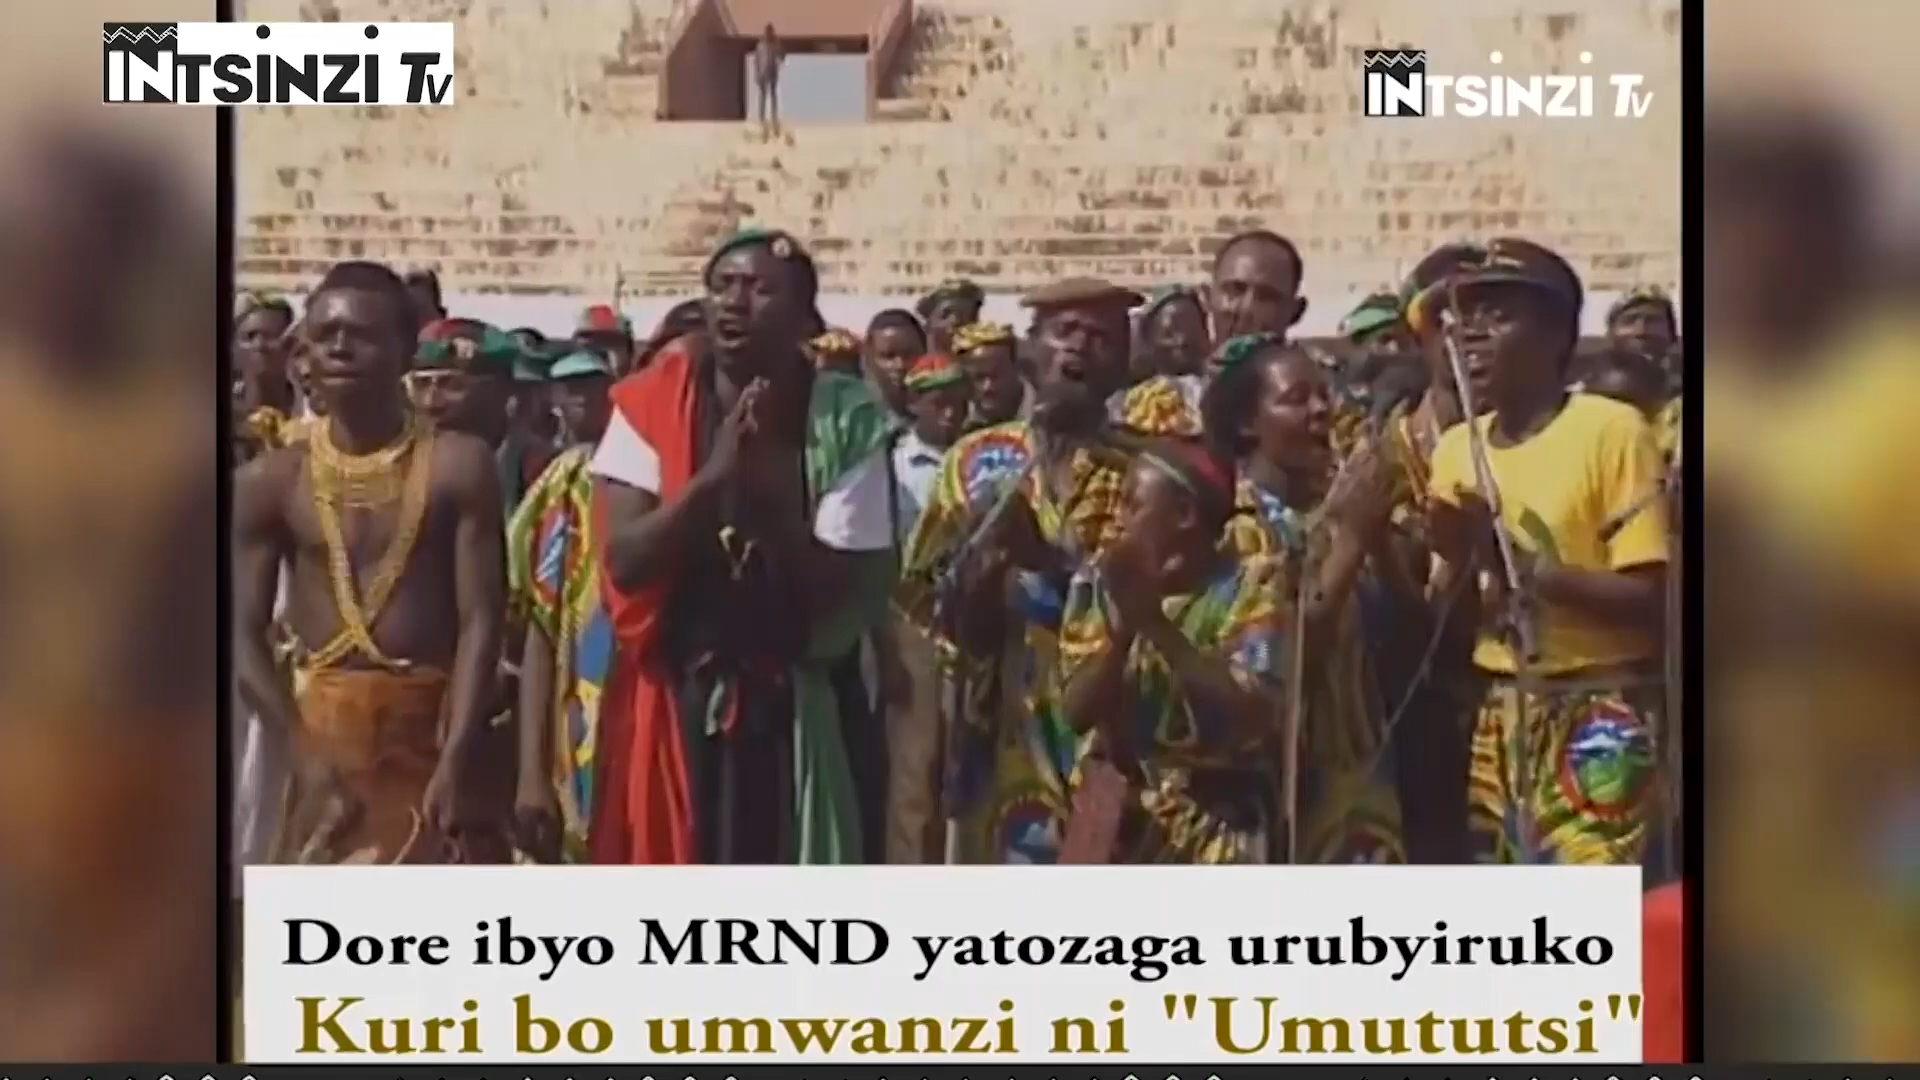 INTSINZI Tv
INTSINZI Tv
Dore ibyo MRND yatozaga urubyiruko
Kuri bo umwanzi ni "Umututsi"